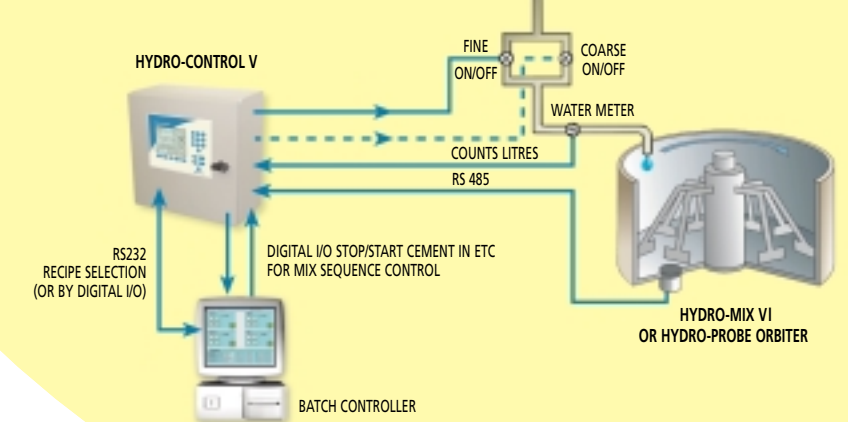 HYDRO-CONTROL V
FINE
ON/OFF
COARSE
ON/OFF
WATER METER
COUNTS LITRES
RS 485
RS232
RECIPE SELECTION
(OR BY DIGITAL I/O)
DIGITAL I/O STOP/START CEMENT IN ETC
FOR MIX SEQUENCE CONTROL
HYDRO-MIX VI
OR HYDRO-PROBE ORBITER
BATCH CONTROLLER